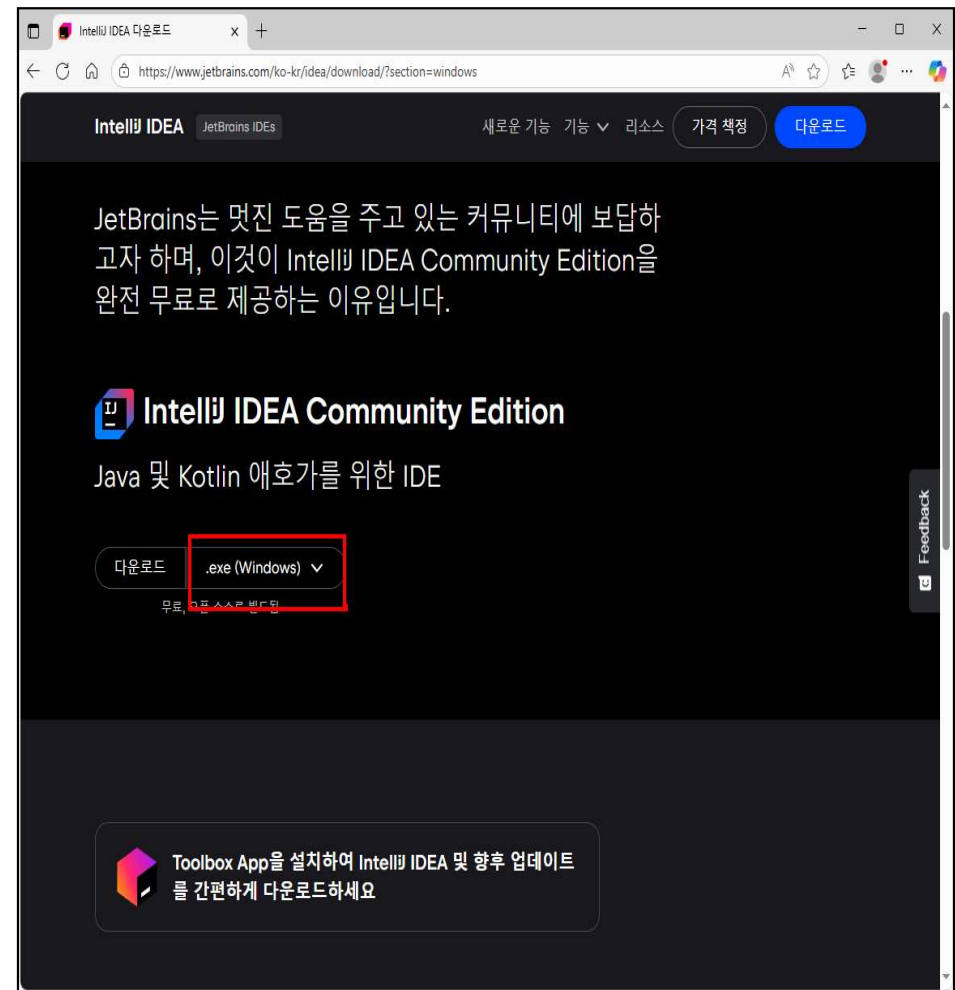 IntelliJ IDEA 다운로드
https://www.jetbrains.com/ko-kr/idea/download/?section=windows
IntelliJ IDEA JetBrains IDEs 새로운 기능 기능 리소스 가격 책정 다운로드
JetBrains는 멋진 도움을 주고 있는 커뮤니티에 보답하
고자 하며, 이것이 IntelliJ IDEA Community Edition을
완전 무료로 제공하는 이유입니다.
IJ IntelliJ IDEA Community Edition
Java 및 Kotlin 애호가를 위한 IDE
다운로드 .exe (Windows)
무료,
Feedback
Toolbox App을 설치하여 IntelliJ IDEA 및 향후 업데이트
를 간편하게 다운로드하세요